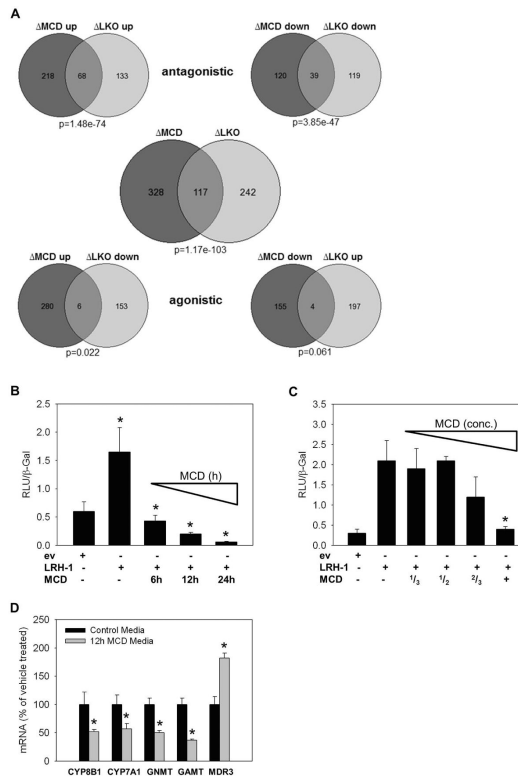 A
ΔMCD up ΔLKO up
218 68 133
p=1.48e-74
antagonistic
ΔMCD down ΔLKO down
120 39 119
p=3.85e-47
ΔMCD ΔLKO
328 117 242
p=1.17e-103
ΔMCD up ΔLKO down
280 6 153
p=0.022
agonistic
ΔMCD down ΔLKO up
155 4 197
p=0.061
B
RLU/β-Gal
2.5
2.0
1.5
1.0
0.5
0.0
*
MCD (h)
* * *
ev + - - - -
LRH-1 - + + + +
MCD - - 6h 12h 24h
C
RLU/β-Gal
3.5
3.0
2.5
2.0
1.5
1.0
0.5
0.0
MCD (conc.)
*
ev + - - - - -
LRH-1 - + + + + +
MCD - - 1/3 1/2 2/3 +
D
mRNA (% of vehicle treated)
200
150
100
50
0
Control Media
12h MCD Media
* * * * *
CYP8B1 CYP7A1 GNMT GAMT MDR3